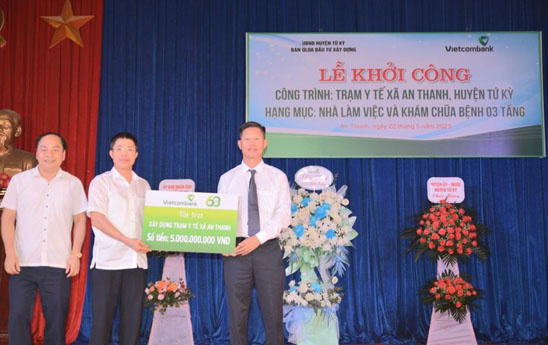 UBND HUYỆN TỨ KỲ
BAN QLDA ĐẦU TƯ XÂY DỰNG
Vietcombank
LỄ KHỞI CÔNG
CÔNG TRÌNH: TRẠM Y TẾ XÃ AN THANH, HUYỆN TỨ KỲ
HẠNG MỤC: NHÀ LÀM VIỆC VÀ KHÁM CHỮA BỆNH 03 TẦNG
An Thanh, ngày 22 tháng 5 năm 2023
Vietcombank 60
Tài trợ
XÂY DỰNG TRẠM Y TẾ XÃ AN THANH
Số tiền: 5.000.000.000 VND
HUYỆN TỨ KỲ